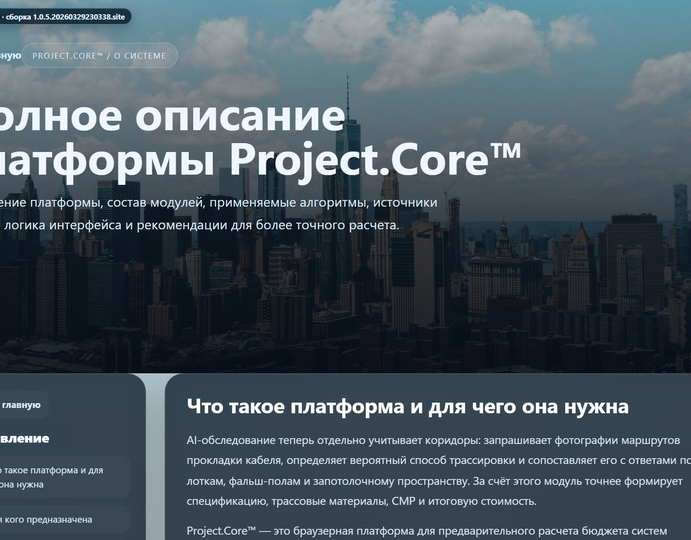 · сборка 1.0.5.20260329230338.site
PROJECT.CORE™ / О СИСТЕМЕ
олное описание
латформы Project.Core™
ение платформы, состав модулей, применяемые алгоритмы, источники
логика интерфейса и рекомендации для более точного расчета.
главную
вление
такое платформа и для
она нужна
кого предназначена
Что такое платформа и для чего она нужна
AI-обследование теперь отдельно учитывает коридоры: запрашивает фотографии маршрутов
прокладки кабеля, определяет вероятный способ трассировки и сопоставляет его с ответами по
лоткам, фальш-полам и запотолочному пространству. За счёт этого модуль точнее формирует
спецификацию, трассовые материалы, СМР и итоговую стоимость.
Project.Core™ — это браузерная платформа для предварительного расчета бюджета систем